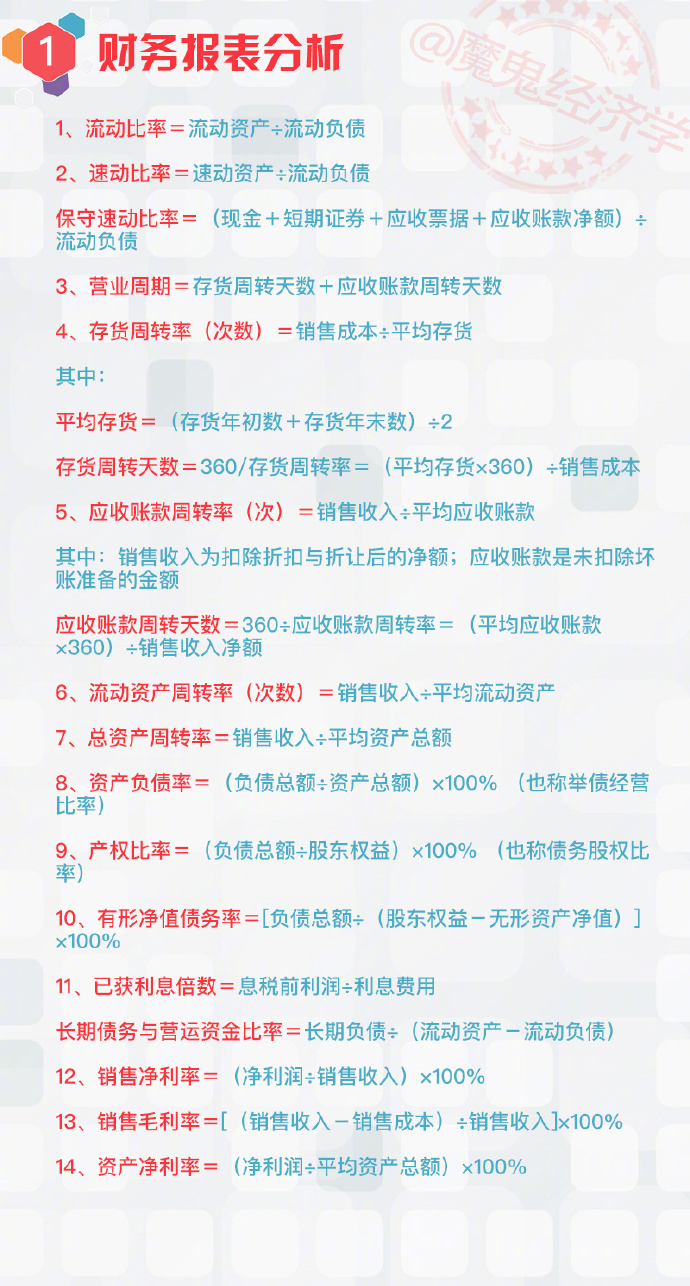 1 财务报表分析
@魔鬼经济学
1、流动比率＝流动资产÷流动负债
2、速动比率＝速动资产÷流动负债
保守速动比率＝（现金＋短期证券＋应收票据＋应收账款净额）÷
流动负债
3、营业周期＝存货周转天数＋应收账款周转天数
4、存货周转率（次数）＝销售成本÷平均存货
其中：
平均存货＝（存货年初数＋存货年末数）÷2
存货周转天数＝360/存货周转率＝（平均存货×360）÷销售成本
5、应收账款周转率（次）＝销售收入÷平均应收账款
其中：销售收入为扣除折扣与折让后的净额；应收账款是未扣除坏
账准备的金额
应收账款周转天数＝360÷应收账款周转率＝（平均应收账款
×360）÷销售收入净额
6、流动资产周转率（次数）＝销售收入÷平均流动资产
7、总资产周转率＝销售收入÷平均资产总额
8、资产负债率＝（负债总额÷资产总额）×100% （也称举债经营
比率）
9、产权比率＝（负债总额÷股东权益）×100% （也称债务股权比
率）
10、有形净值债务率＝[负债总额÷（股东权益－无形资产净值）]
×100%
11、已获利息倍数＝息税前利润÷利息费用
长期债务与营运资金比率＝长期负债÷（流动资产－流动负债）
12、销售净利率＝（净利润÷销售收入）×100%
13、销售毛利率＝[（销售收入－销售成本）÷销售收入]×100%
14、资产净利率＝（净利润÷平均资产总额）×100%